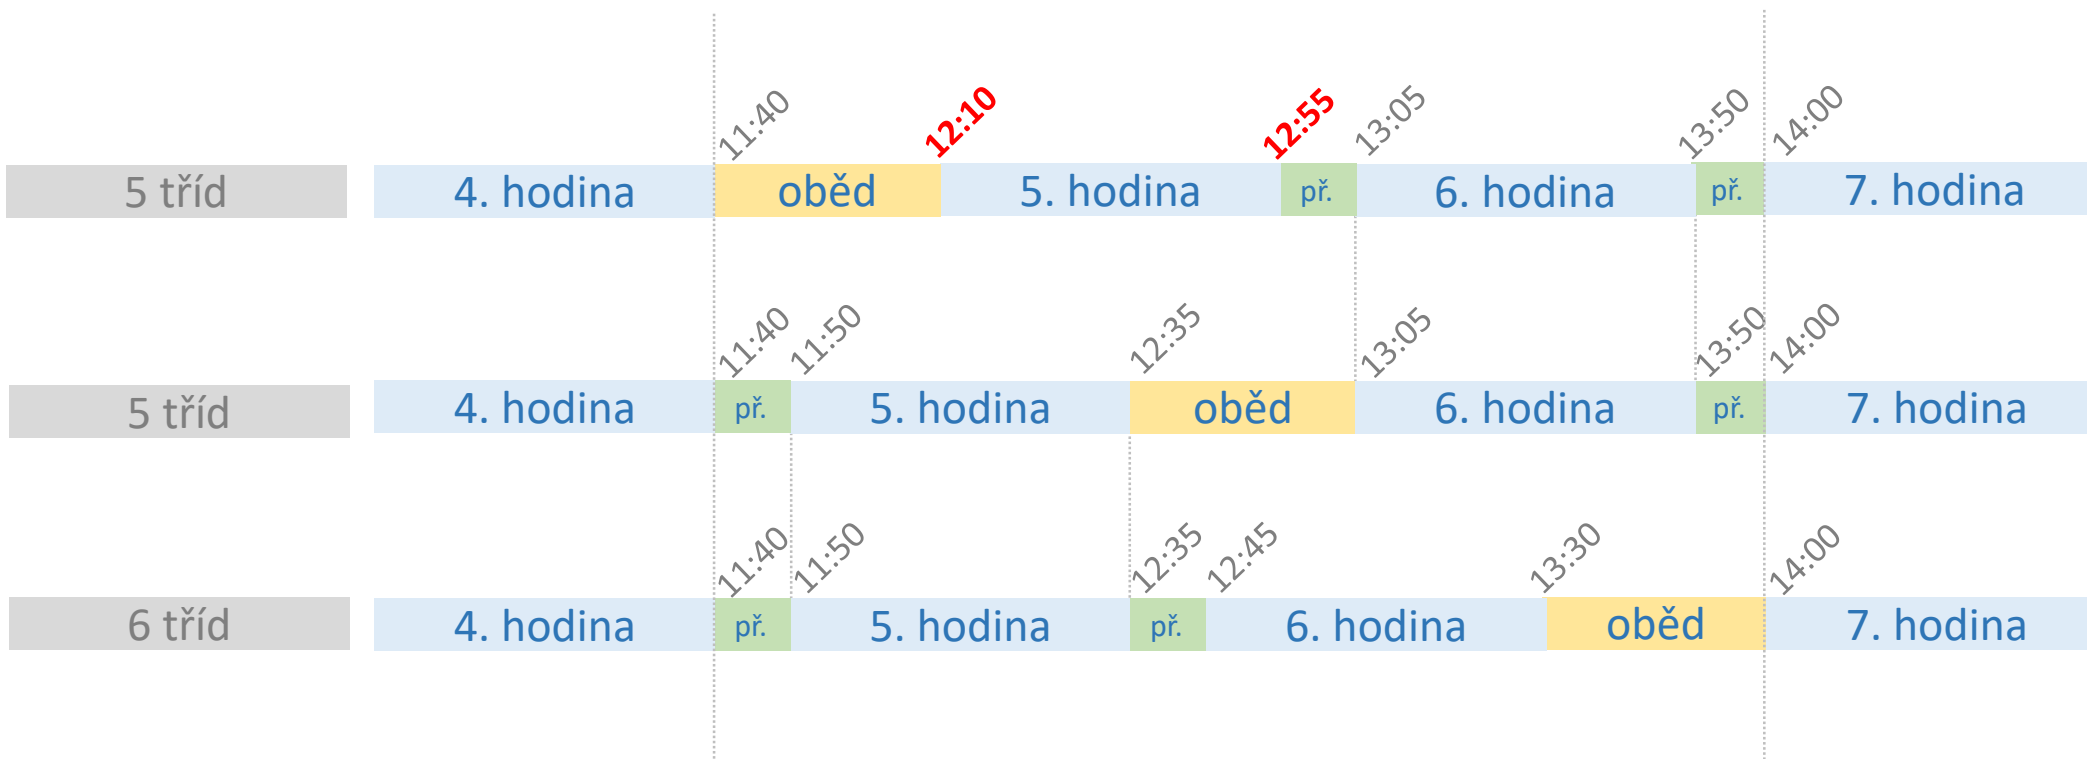 11:40 12:10 12:55 13:05 13:50 14:00
5 tříd 4. hodina oběd 5. hodina př. 6. hodina př. 7. hodina
11:40 11:50 12:35 13:05 13:50 14:00
5 tříd 4. hodina př. 5. hodina oběd 6. hodina př. 7. hodina
11:40 11:50 12:35 12:45 13:30 14:00
6 tříd 4. hodina př. 5. hodina př. 6. hodina oběd 7. hodina